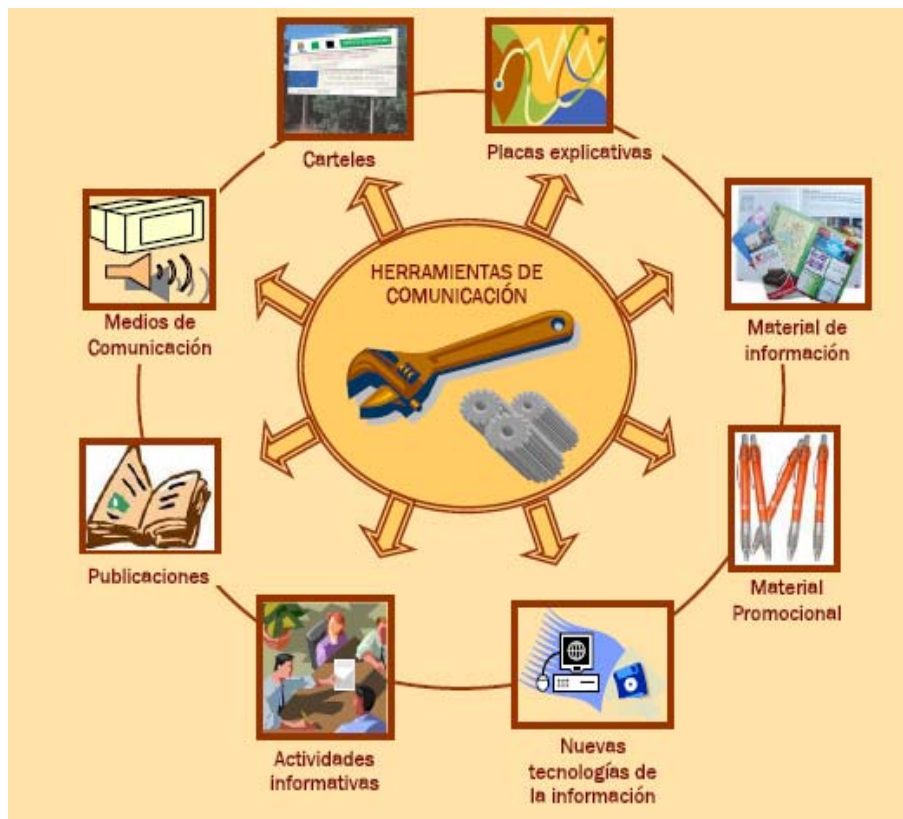 HERRAMIENTAS DE
COMUNICACIÓN
Carteles
Placas explicativas
Material de
información
Material
Promocional
Nuevas
tecnologías de
la información
Actividades
informativas
Publicaciones
Medios de
Comunicación